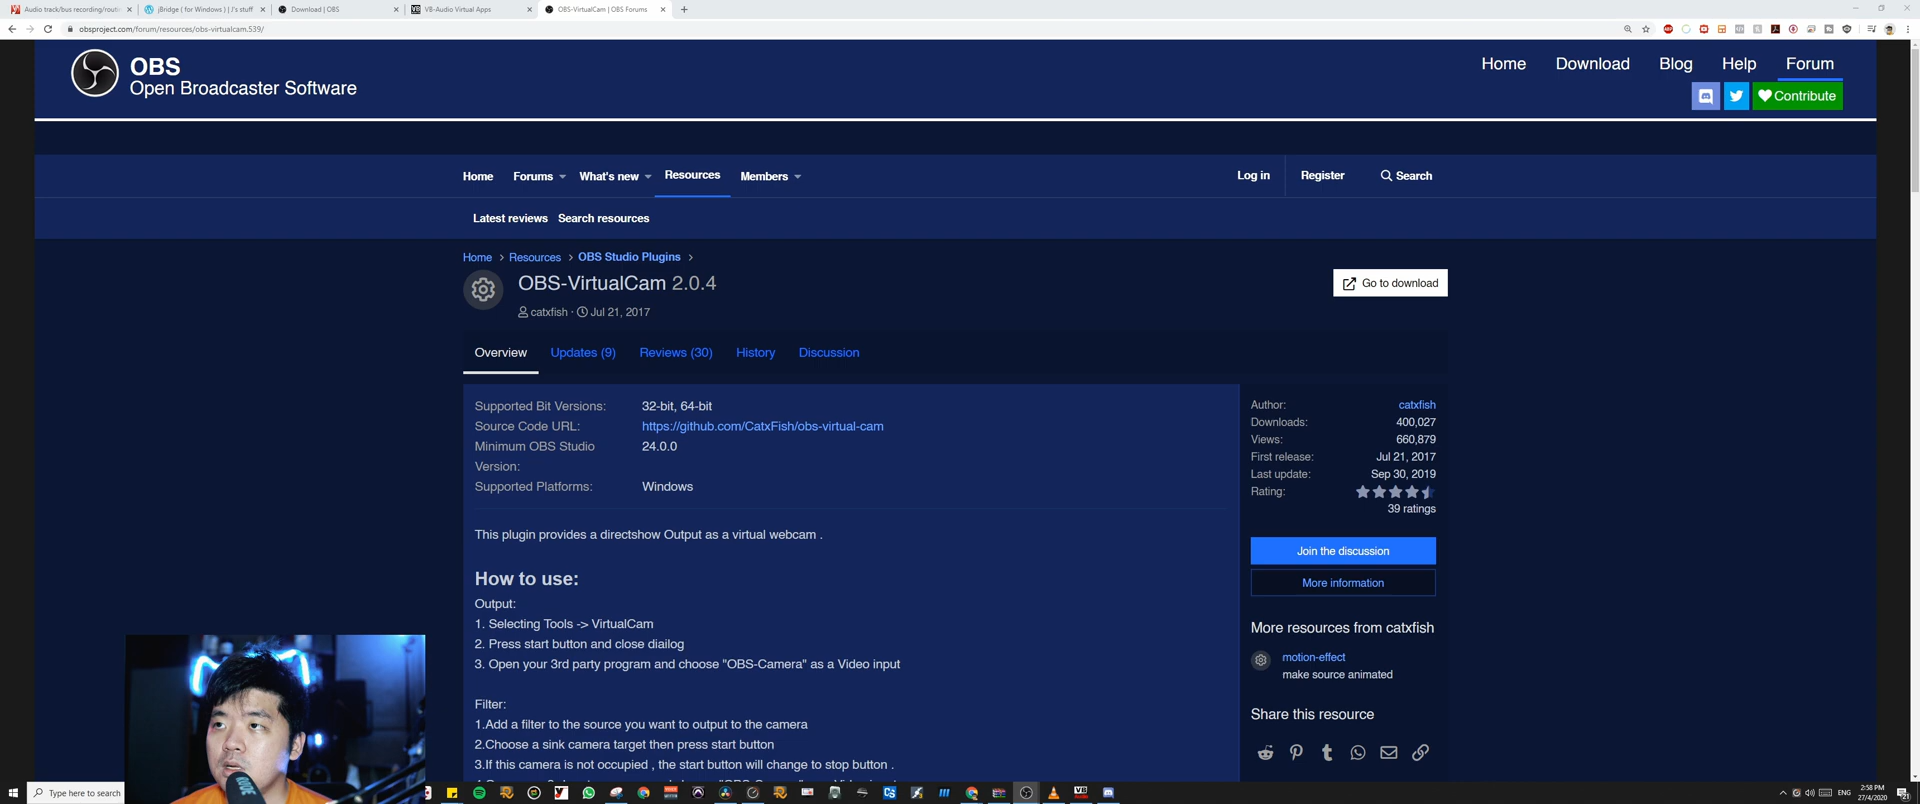 Audio track/bus recording/routi
jBridge ( for Windows ) | J's stuff
Download | OBS
VB-Audio Virtual Apps
OBS-VirtualCam | OBS Forums
obsproject.com/forum/resources/obs-virtualcam.539/
OBS
Open Broadcaster Software
Home Download Blog Help Forum
Contribute
Home Forums What's new Resources Members Log in Register Search
Latest reviews Search resources
Home > Resources > OBS Studio Plugins >
OBS-VirtualCam 2.0.4
Go to download
catxfish · Jul 21, 2017
Overview Updates (9) Reviews (30) History Discussion
Supported Bit Versions: 32-bit, 64-bit
Source Code URL: https://github.com/CatxFish/obs-virtual-cam
Minimum OBS Studio 24.0.0
Version:
Supported Platforms: Windows
This plugin provides a directshow Output as a virtual webcam .
How to use:
Output:
1. Selecting Tools -> VirtualCam
2. Press start button and close diailog
3. Open your 3rd party program and choose "OBS-Camera" as a Video input
Filter:
1.Add a filter to the source you want to output to the camera
2.Choose a sink camera target then press start button
3.If this camera is not occupied , the start button will change to stop button .
Author: catxfish
Downloads: 400,027
Views: 660,879
First release: Jul 21, 2017
Last update: Sep 30, 2019
Rating:
39 ratings
Join the discussion
More information
More resources from catxfish
motion-effect
make source animated
Share this resource
RODE
Type here to search
ENG
2:58 PM
27/4/2020